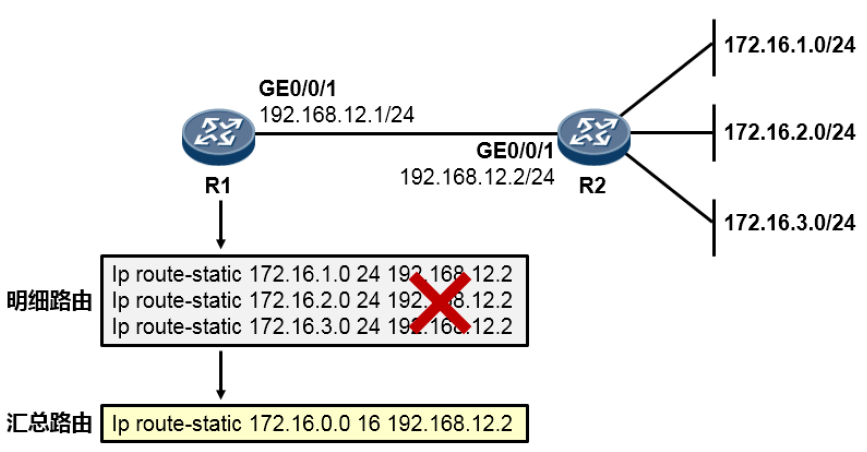 172.16.1.0/24
GE0/0/1
192.168.12.1/24
172.16.2.0/24
GE0/0/1
192.168.12.2/24
R1
R2
172.16.3.0/24
明细路由
Ip route-static 172.16.1.0 24 192.168.12.2
Ip route-static 172.16.2.0 24 192.168.12.2
Ip route-static 172.16.3.0 24 192.168.12.2
汇总路由
Ip route-static 172.16.0.0 16 192.168.12.2